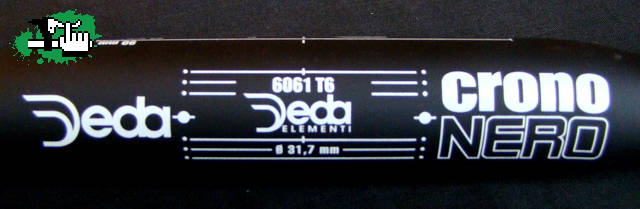 Deda
6061 T6
Deda
ELEMENTI
Ø 31,7 mm
crono
NERO